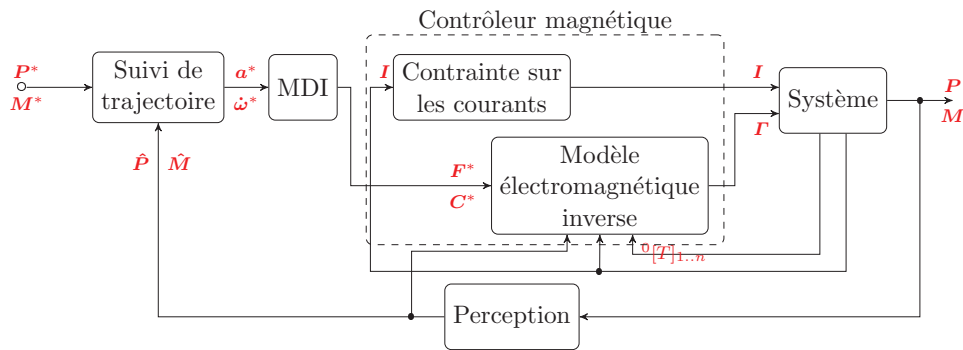 Contrôleur magnétique
P*
M*
Suivi de
trajectoire
a*
ω̇*
MDI
I
Contrainte sur
les courants
I
Γ
Système
P
M
P̂ M̂
F*
C*
Modèle
électromagnétique
inverse
⁰[T]₁..ₙ
Perception